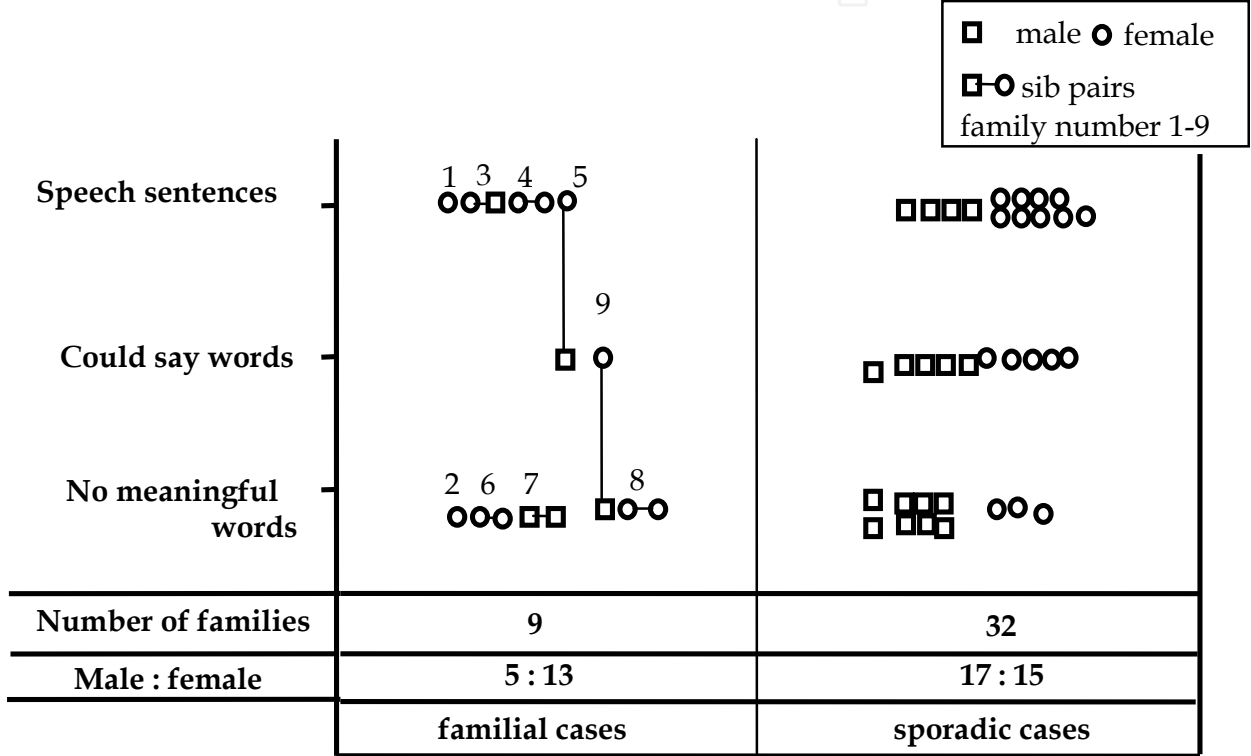 male female
sib pairs
family number 1-9
Speech sentences
1 3 4 5
9
Could say words
No meaningful
words
2 6 7 8
Number of families 9 32
Male : female 5 : 13 17 : 15
familial cases sporadic cases